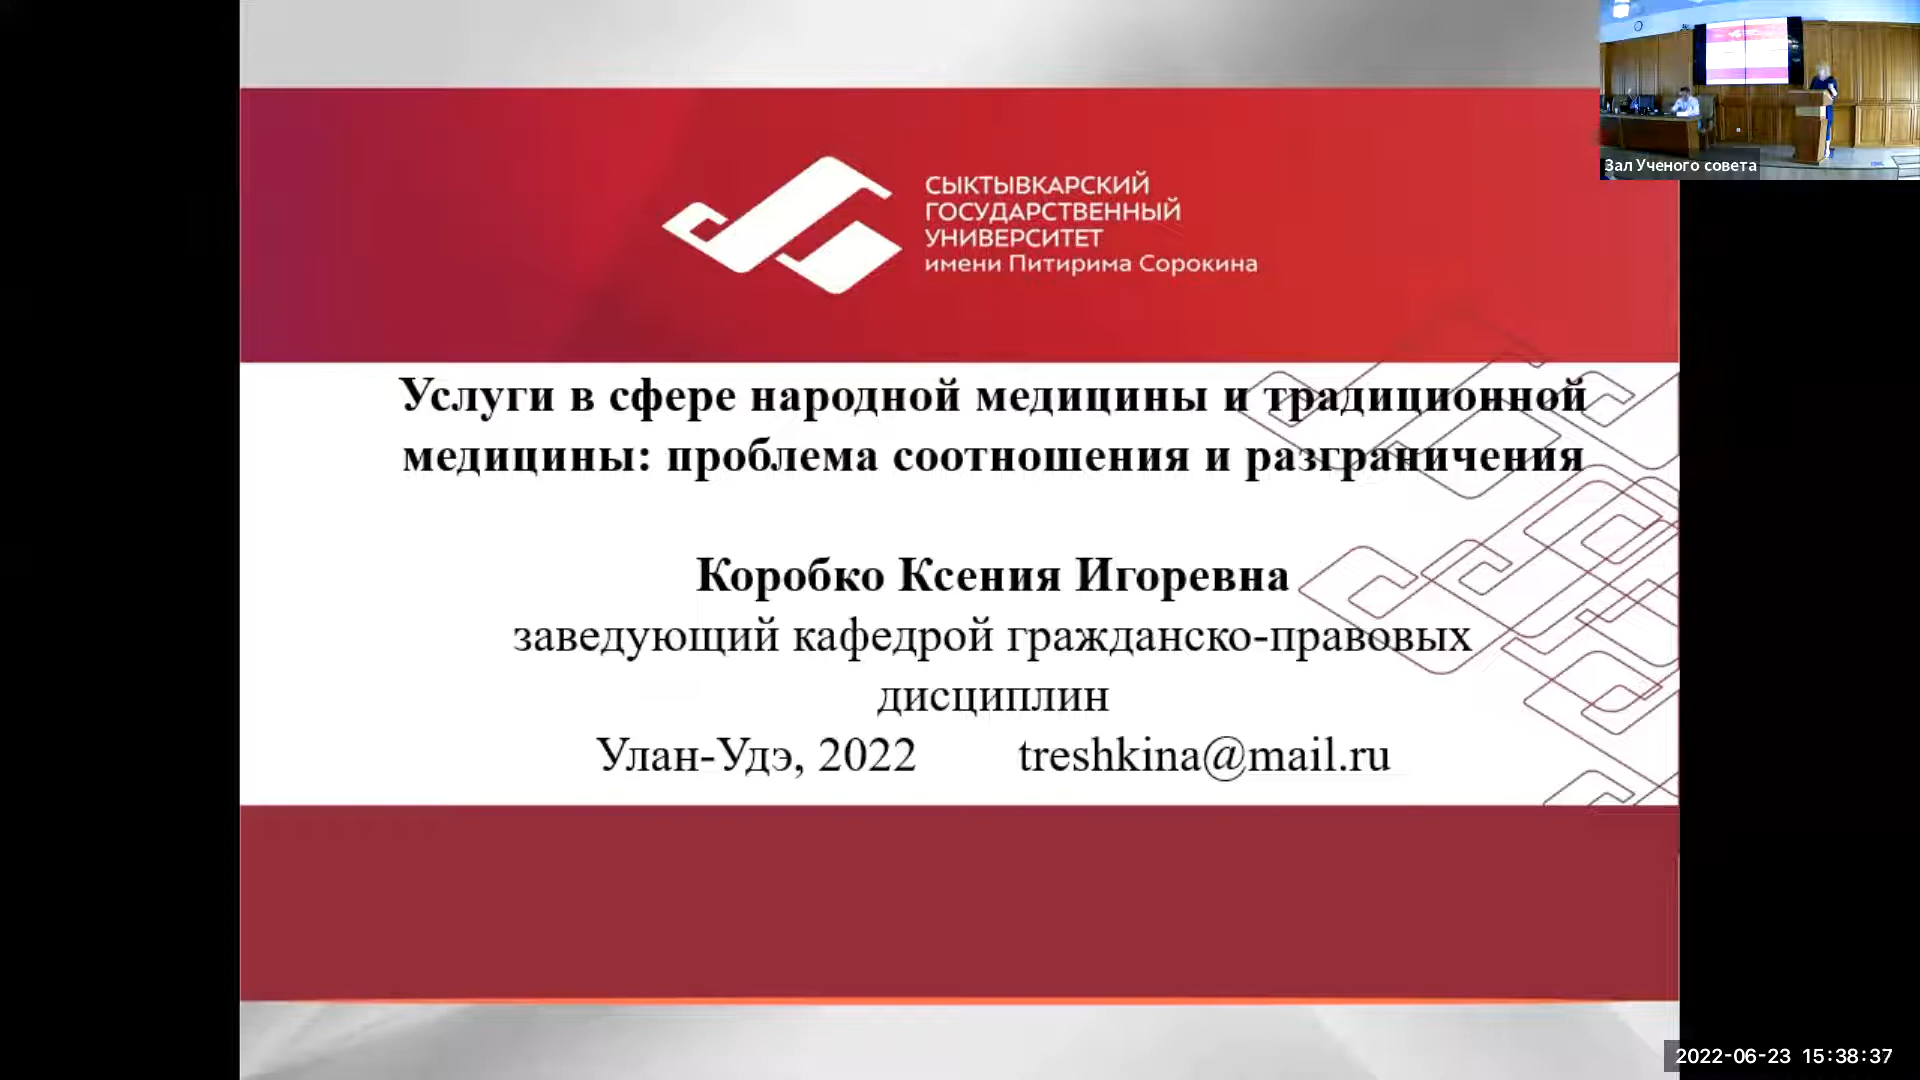 СЫКТЫВКАРСКИЙ
ГОСУДАРСТВЕННЫЙ
УНИВЕРСИТЕТ
имени Питирима Сорокина
Зал Ученого совета
Услуги в сфере народной медицины и традиционной
медицины: проблема соотношения и разграничения
Коробко Ксения Игоревна
заведующий кафедрой гражданско-правовых
дисциплин
Улан-Удэ, 2022 treshkina@mail.ru
2022-06-23 15:38:37